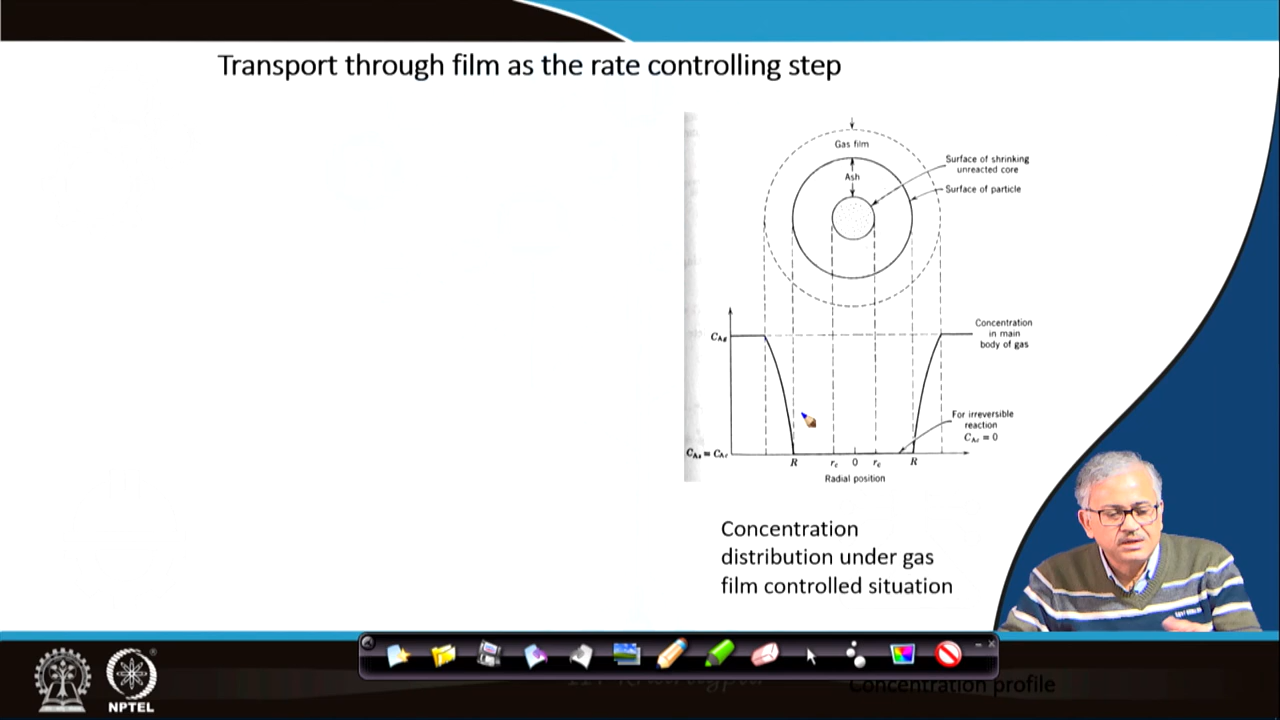 Transport through film as the rate controlling step
Gas film
Ash
Surface of shrinking
unreacted core
Surface of particle
C_Ag
Concentration
in main
body of gas
For irreversible
reaction
C_Ac = 0
C_As = C_Ac
R
r_c
0
r_c
R
Radial position
Concentration
distribution under gas
film controlled situation
Concentration profile
NPTEL